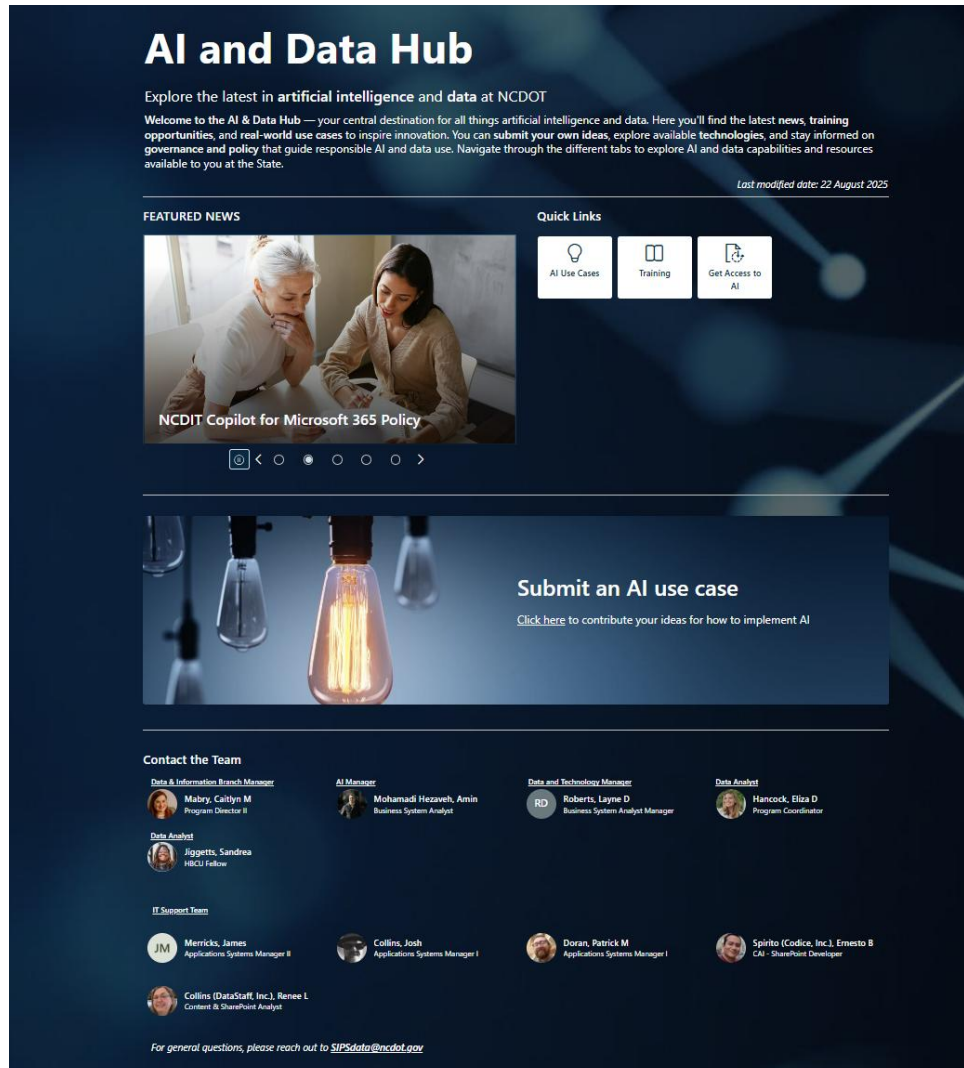 AI and Data Hub
Explore the latest in artificial intelligence and data at NCDOT
Welcome to the AI & Data Hub — your central destination for all things artificial intelligence and data. Here you'll find the latest news, training
opportunities, and real-world use cases to inspire innovation. You can submit your own ideas, explore available technologies, and stay informed on
governance and policy that guide responsible AI and data use. Navigate through the different tabs to explore AI and data capabilities and resources
available to you at the State.
Last modified date: 22 August 2025
FEATURED NEWS
Quick Links
AI Use Cases
Training
Get Access to
AI
NCDIT Copilot for Microsoft 365 Policy
Submit an AI use case
Click here to contribute your ideas for how to implement AI
Contact the Team
Data & Information Branch Manager
Mabry, Caitlyn M
Program Director II
AI Manager
Mohamadi Hezaveh, Amin
Business System Analyst
Data and Technology Manager
RD
Roberts, Layne D
Business System Analyst Manager
Data Analyst
Hancock, Eliza D
Program Coordinator
Data Analyst
Jiggetts, Sandrea
HBCU Fellow
IT Support Team
JM
Merricks, James
Applications Systems Manager II
Collins, Josh
Applications Systems Manager I
Doran, Patrick M
Applications Systems Manager I
Spirito (Codice, Inc.), Ernesto B
CAI - SharePoint Developer
Collins (DataStaff, Inc.), Renee L
Content & SharePoint Analyst
For general questions, please reach out to SIPSdata@ncdot.gov